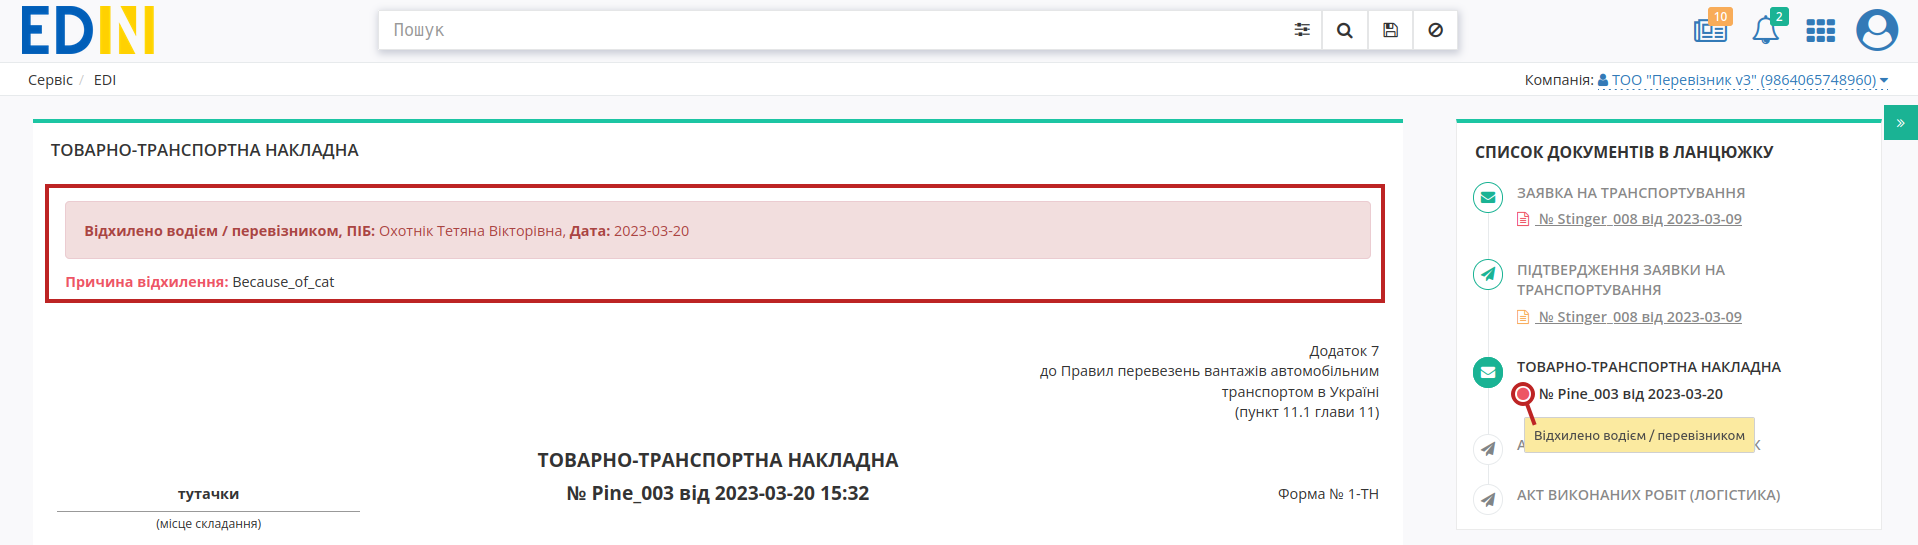 EDIN
Пошук
10
2
Сервіс / EDI
Компанія: ТОО "Перевізник v3" (9864065748960)
»
ТОВАРНО-ТРАНСПОРТНА НАКЛАДНА
Відхилено водієм / перевізником, ПІБ: Охотнік Тетяна Вікторівна, Дата: 2023-03-20
Причина відхилення: Because_of_cat
Додаток 7
до Правил перевезень вантажів автомобільним
транспортом в Україні
(пункт 11.1 глави 11)
ТОВАРНО-ТРАНСПОРТНА НАКЛАДНА
тутачки
№ Pine_003 від 2023-03-20 15:32
Форма № 1-ТН
(місце складання)
СПИСОК ДОКУМЕНТІВ В ЛАНЦЮЖКУ
ЗАЯВКА НА ТРАНСПОРТУВАННЯ
№ Stinger_008 від 2023-03-09
ПІДТВЕРДЖЕННЯ ЗАЯВКИ НА
ТРАНСПОРТУВАННЯ
№ Stinger_008 від 2023-03-09
ТОВАРНО-ТРАНСПОРТНА НАКЛАДНА
№ Pine_003 від 2023-03-20
Відхилено водієм / перевізником
АКТ ВИКОНАНИХ РОБІТ (ЛОГІСТИКА)